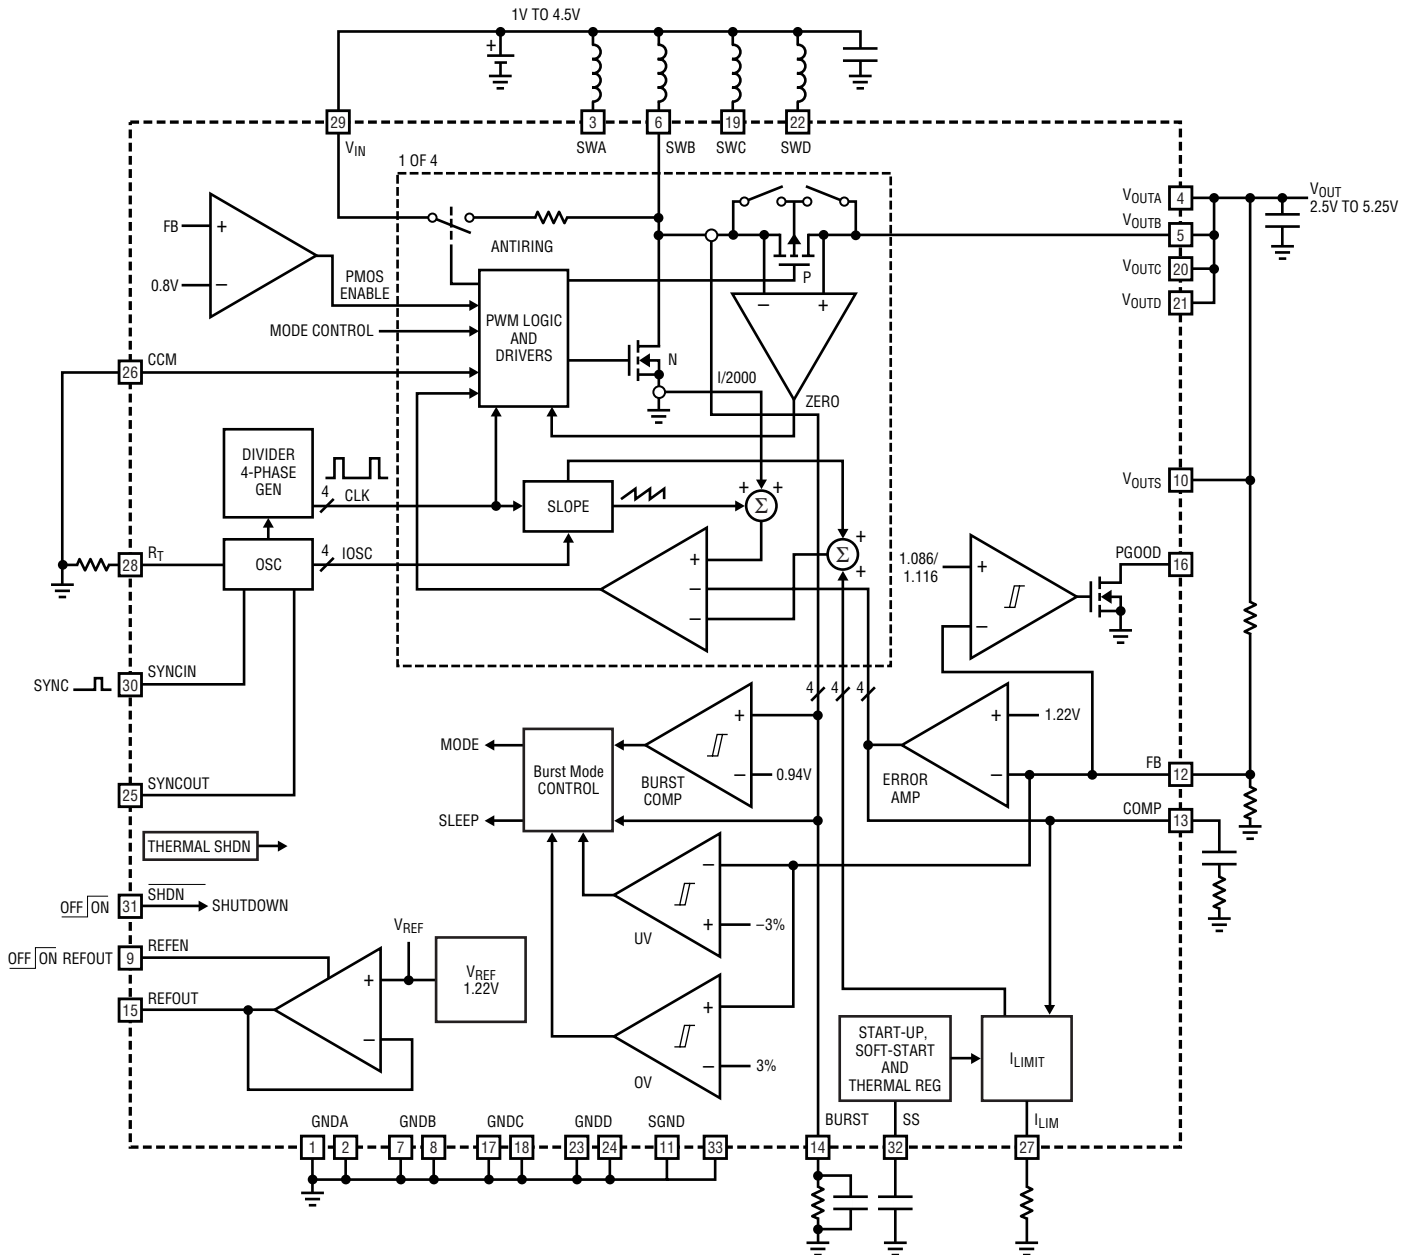 1V TO 4.5V
+
29
3
6
19
22
VIN
SWA
SWB
SWC
SWD
1 OF 4
VOUTA
4
VOUT
2.5V TO 5.25V
VOUTB
5
VOUTC
20
VOUTD
21
FB
+
0.8V
–
ANTIRING
PMOS
ENABLE
MODE CONTROL
PWM LOGIC
AND
DRIVERS
P
–
+
N
I/2000
ZERO
26
CCM
DIVIDER
4-PHASE
GEN
4
CLK
SLOPE
+
+
Σ
VOUTS
10
28
RT
OSC
4
IOSC
+
–
–
Σ
+
+
1.086/
1.116
+
–
PGOOD
16
SYNC
30
SYNCIN
4
4
4
MODE
SLEEP
Burst Mode
CONTROL
+
–
0.94V
BURST
COMP
+
1.22V
–
ERROR
AMP
FB
12
COMP
13
25
SYNCOUT
THERMAL SHDN
OFF ON
31
SHDN
SHUTDOWN
–
+
–3%
UV
OFF ON REFOUT
9
REFEN
15
REFOUT
VREF
+
–
VREF
1.22V
+
–
3%
OV
START-UP,
SOFT-START
AND
THERMAL REG
ILIMIT
GNDA
GNDB
GNDC
GNDD
SGND
BURST
SS
ILIM
1
2
7
8
17
18
23
24
11
33
14
32
27